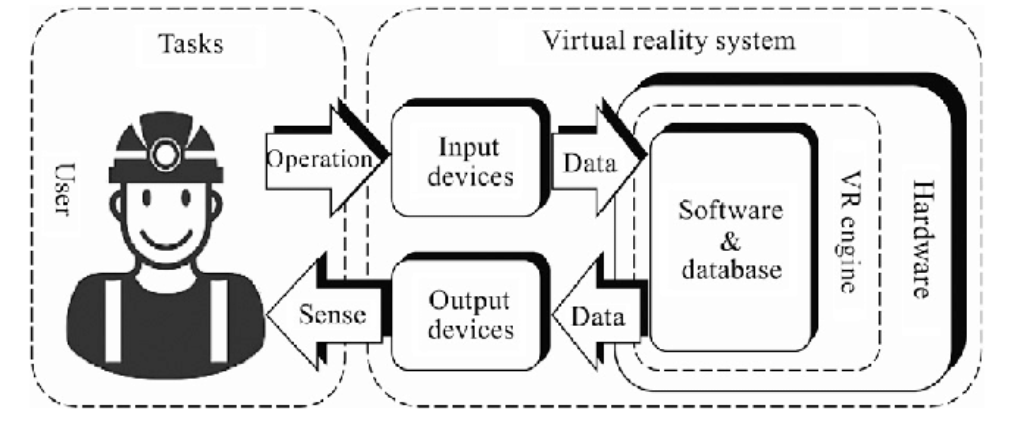 Tasks
Virtual reality system
User
Operation
Input
devices
Data
Software
&
database
VR engine
Hardware
Sense
Output
devices
Data